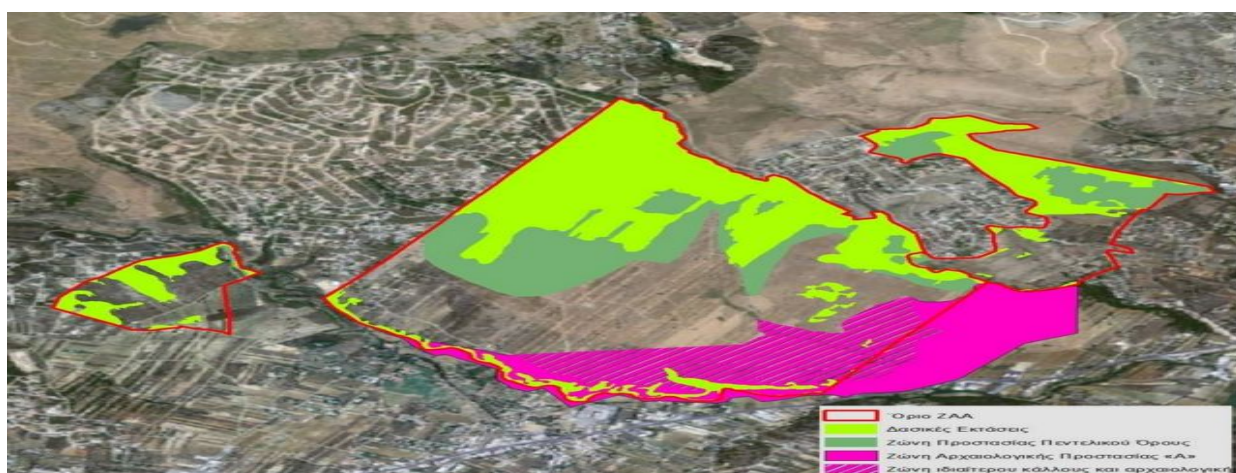 Όριο ΖΑΑ
Δασικές Εκτάσεις
Ζώνη Προστασίας Πεντελικού Όρους
Ζώνη Αρχαιολογικής Προστασίας «Α»
Ζώνη ιδιαίτερου κάλλους και αρχαιολογική